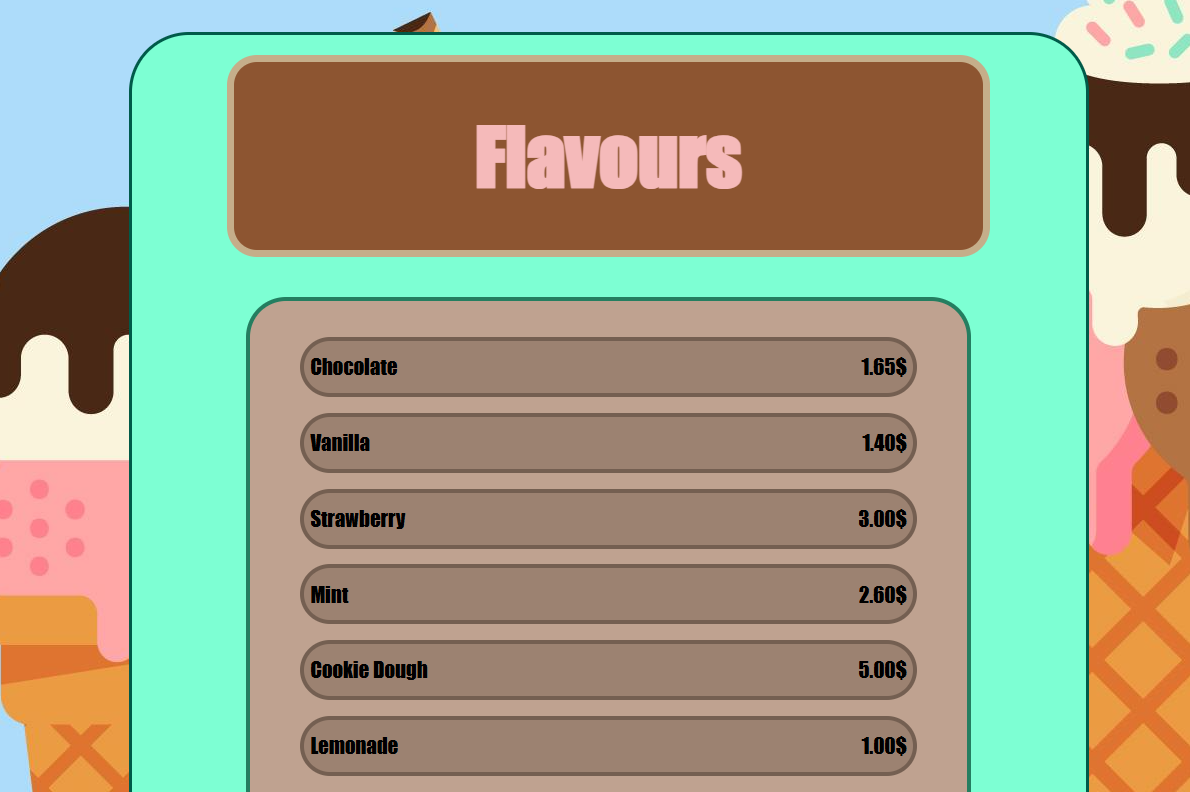 Flavours
Chocolate 1.65$
Vanilla 1.40$
Strawberry 3.00$
Mint 2.60$
Cookie Dough 5.00$
Lemonade 1.00$